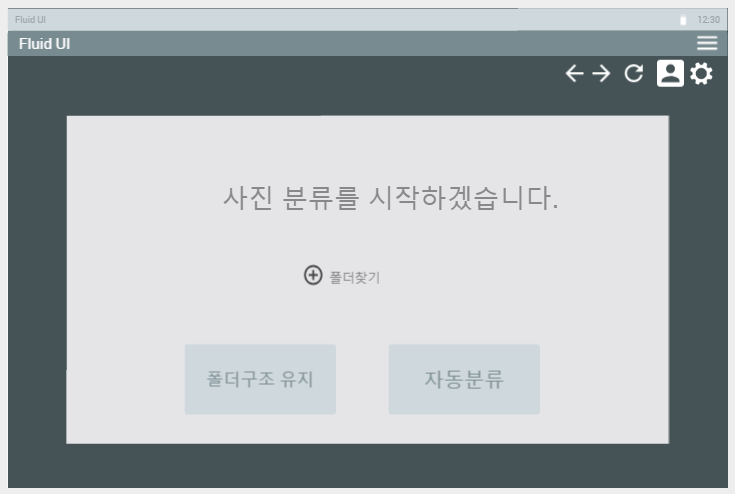 Fluid UI 12:30
Fluid UI
사진 분류를 시작하겠습니다.
폴더찾기
폴더구조 유지 자동분류